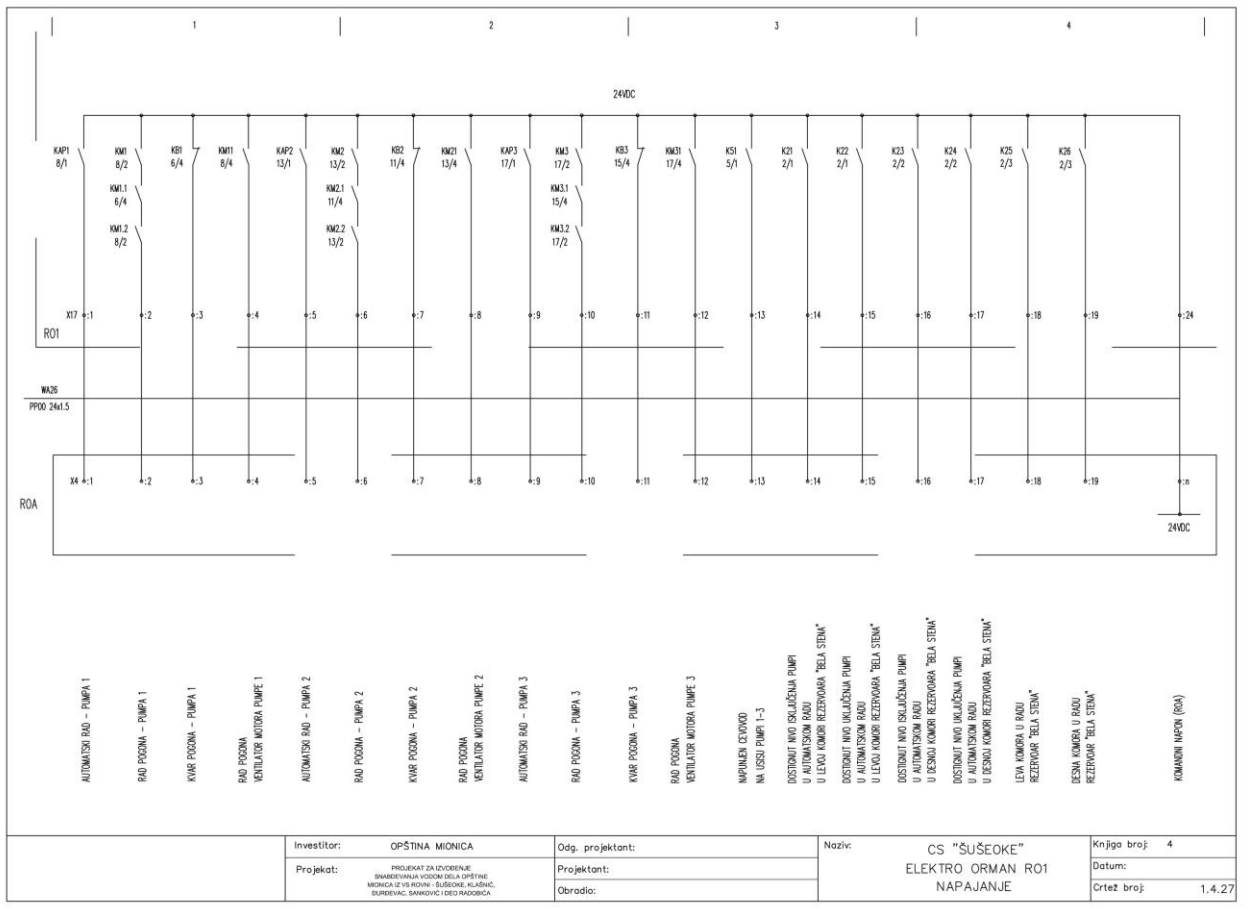 1 2 3 4
24VDC
KAP1 KM1 KB1 KM11 KAP2 KM2 KB2 KM21 KAP3 KM3 KB3 KM31 K51 K21 K22 K23 K24 K25 K26
8/1 8/2 6/4 8/4 13/1 13/2 11/4 13/4 17/1 17/2 15/4 17/4 5/1 2/1 2/1 2/2 2/2 2/3 2/3
KM1.1 KM2.1 KM3.1
6/4 11/4 15/4
KM1.2 KM2.2 KM3.2
8/2 13/2 17/2
X17 :1 :2 :3 :4 :5 :6 :7 :8 :9 :10 :11 :12 :13 :14 :15 :16 :17 :18 :19 :24
RO1
WA26
PP00 24x1.5
X4 :1 :2 :3 :4 :5 :6 :7 :8 :9 :10 :11 :12 :13 :14 :15 :16 :17 :18 :19 :n
ROA
24VDC
AUTOMATSKI RAD – PUMPA 1
RAD POGONA – PUMPA 1
KVAR POGONA – PUMPA 1
RAD POGONA
VENTILATOR MOTORA PUMPE 1
AUTOMATSKI RAD – PUMPA 2
RAD POGONA – PUMPA 2
KVAR POGONA – PUMPA 2
RAD POGONA
VENTILATOR MOTORA PUMPE 2
AUTOMATSKI RAD – PUMPA 3
RAD POGONA – PUMPA 3
KVAR POGONA – PUMPA 3
RAD POGONA
VENTILATOR MOTORA PUMPE 3
NAPUNJEN CEVOVOD
NA USISU PUMPI 1–3
DOSTIGNUT NIVO ISKLJUČENJA PUMPI
U AUTOMATSKOM RADU
U LEVOJ KOMORI REZERVOARA "BELA STENA"
DOSTIGNUT NIVO UKLJUČENJA PUMPI
U AUTOMATSKOM RADU
U LEVOJ KOMORI REZERVOARA "BELA STENA"
DOSTIGNUT NIVO ISKLJUČENJA PUMPI
U AUTOMATSKOM RADU
U DESNOJ KOMORI REZERVOARA "BELA STENA"
DOSTIGNUT NIVO UKLJUČENJA PUMPI
U AUTOMATSKOM RADU
U DESNOJ KOMORI REZERVOARA "BELA STENA"
LEVA KOMORA U RADU
REZERVOAR "BELA STENA"
DESNA KOMORA U RADU
REZERVOAR "BELA STENA"
KOMANDNI NAPON (ROA)
Investitor: OPŠTINA MIONICA
Projekat: PROJEKAT ZA IZVOĐENJE
SNABDEVANJA VODOM DELA OPŠTINE
MIONICA IZ VS ROVNI - ŠUŠEOKE, KLAŠNIĆ,
ĐURĐEVAC, SANKOVIĆ I DEO RADOBIĆA
Odg. projektant:
Projektant:
Obradio:
Naziv: CS "ŠUŠEOKE"
ELEKTRO ORMAN RO1
NAPAJANJE
Knjiga broj: 4
Datum:
Crtež broj: 1.4.27